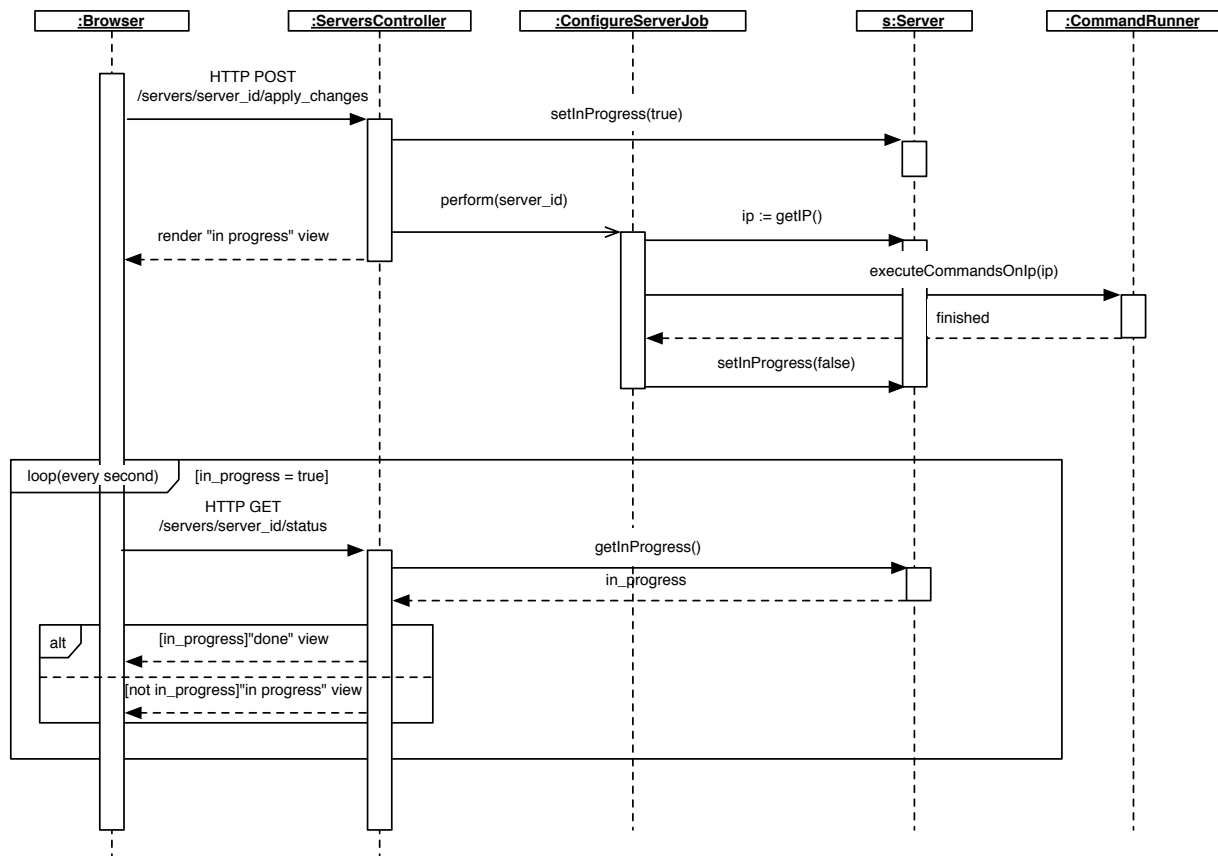 :Browser
:ServersController
:ConfigureServerJob
s:Server
:CommandRunner
HTTP POST
/servers/server_id/apply_changes
setInProgress(true)
perform(server_id)
ip := getIP()
render "in progress" view
executeCommandsOnIp(ip)
finished
setInProgress(false)
loop(every second)
[in_progress = true]
HTTP GET
/servers/server_id/status
getInProgress()
in_progress
alt
[in_progress]"done" view
[not in_progress]"in progress" view